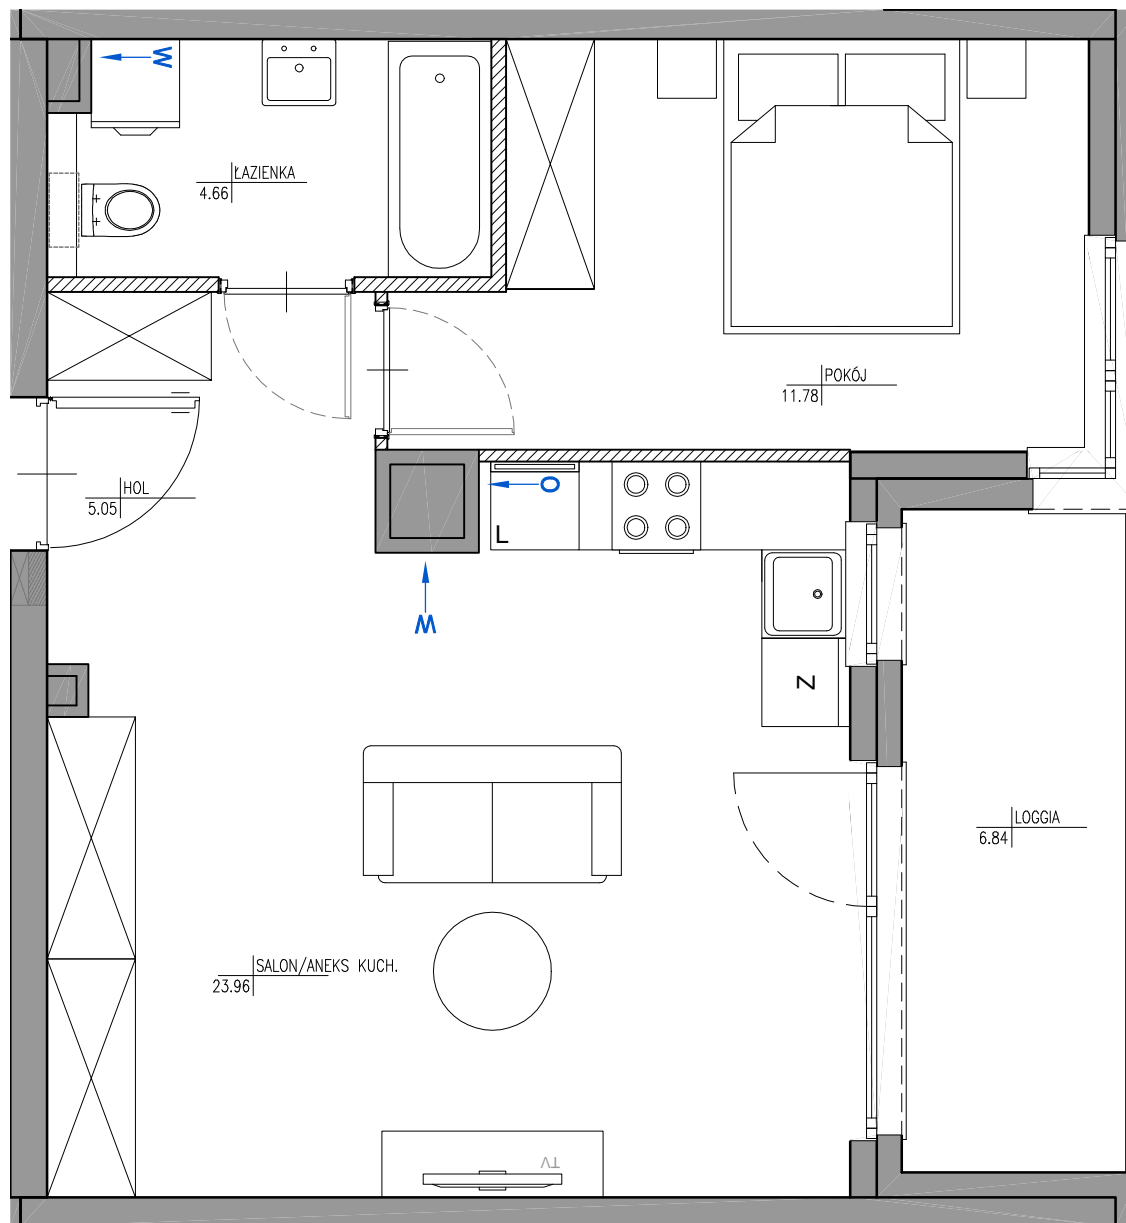 W
ŁAZIENKA
4.66
POKÓJ
11.78
HOL
5.05
O
L
W
Z
LOGGIA
6.84
SALON/ANEKS KUCH.
23.96
TV